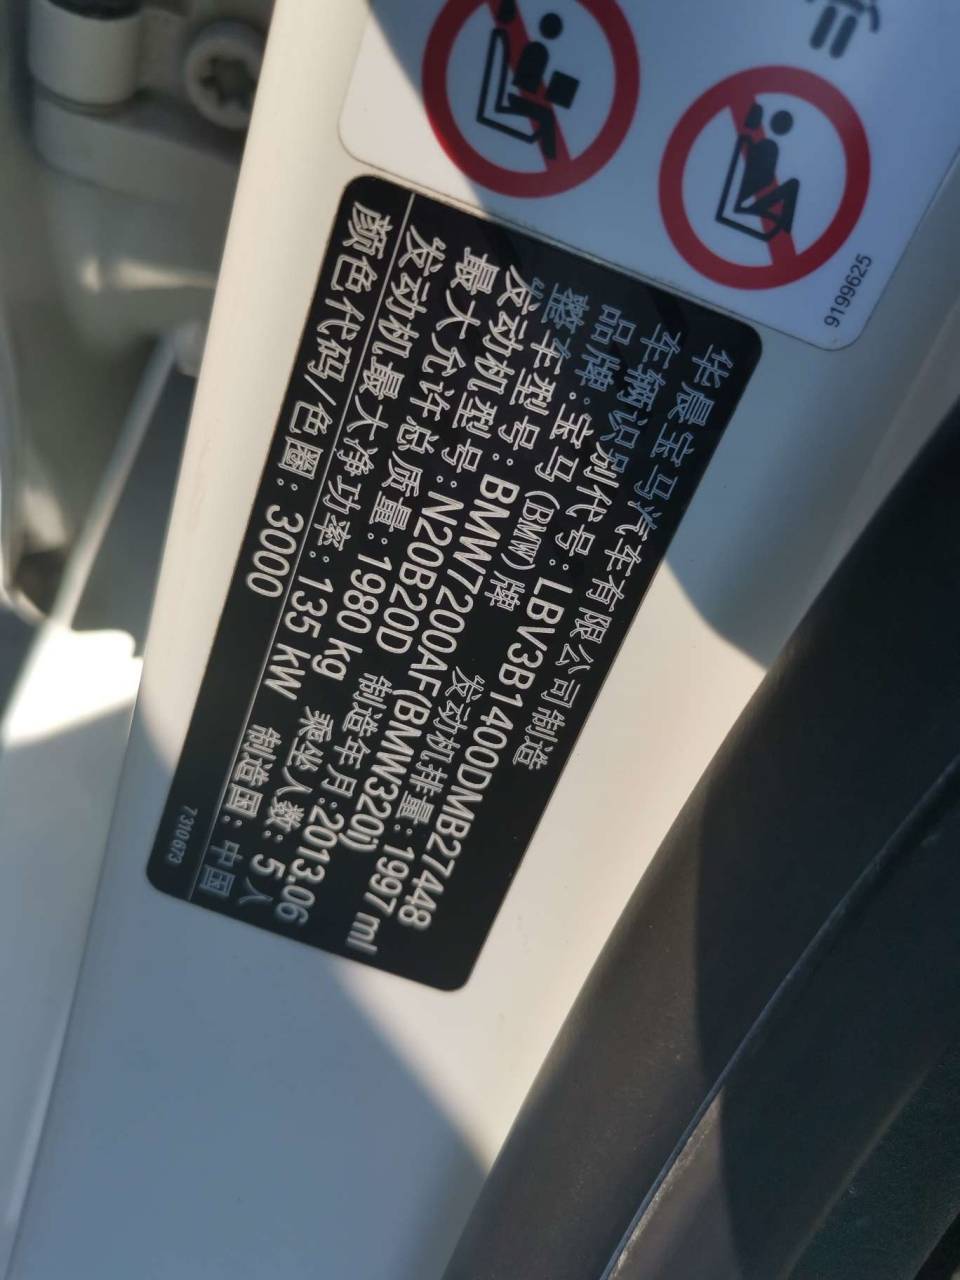 9199625
华晨宝马汽车有限公司制造
车辆识别代号：LBV3B1400DMB27448
品牌：宝马(BMW)牌 发动机排量：1997 ml
整车型号：BMW7200AF(BMW320i)
发动机型号：N20B20D 制造年月：2013.06
最大允许总质量：1980 kg 乘坐人数：5 人
发动机最大净功率：135 kW 制造国：中国
颜色代码/色圈：3000
7310673